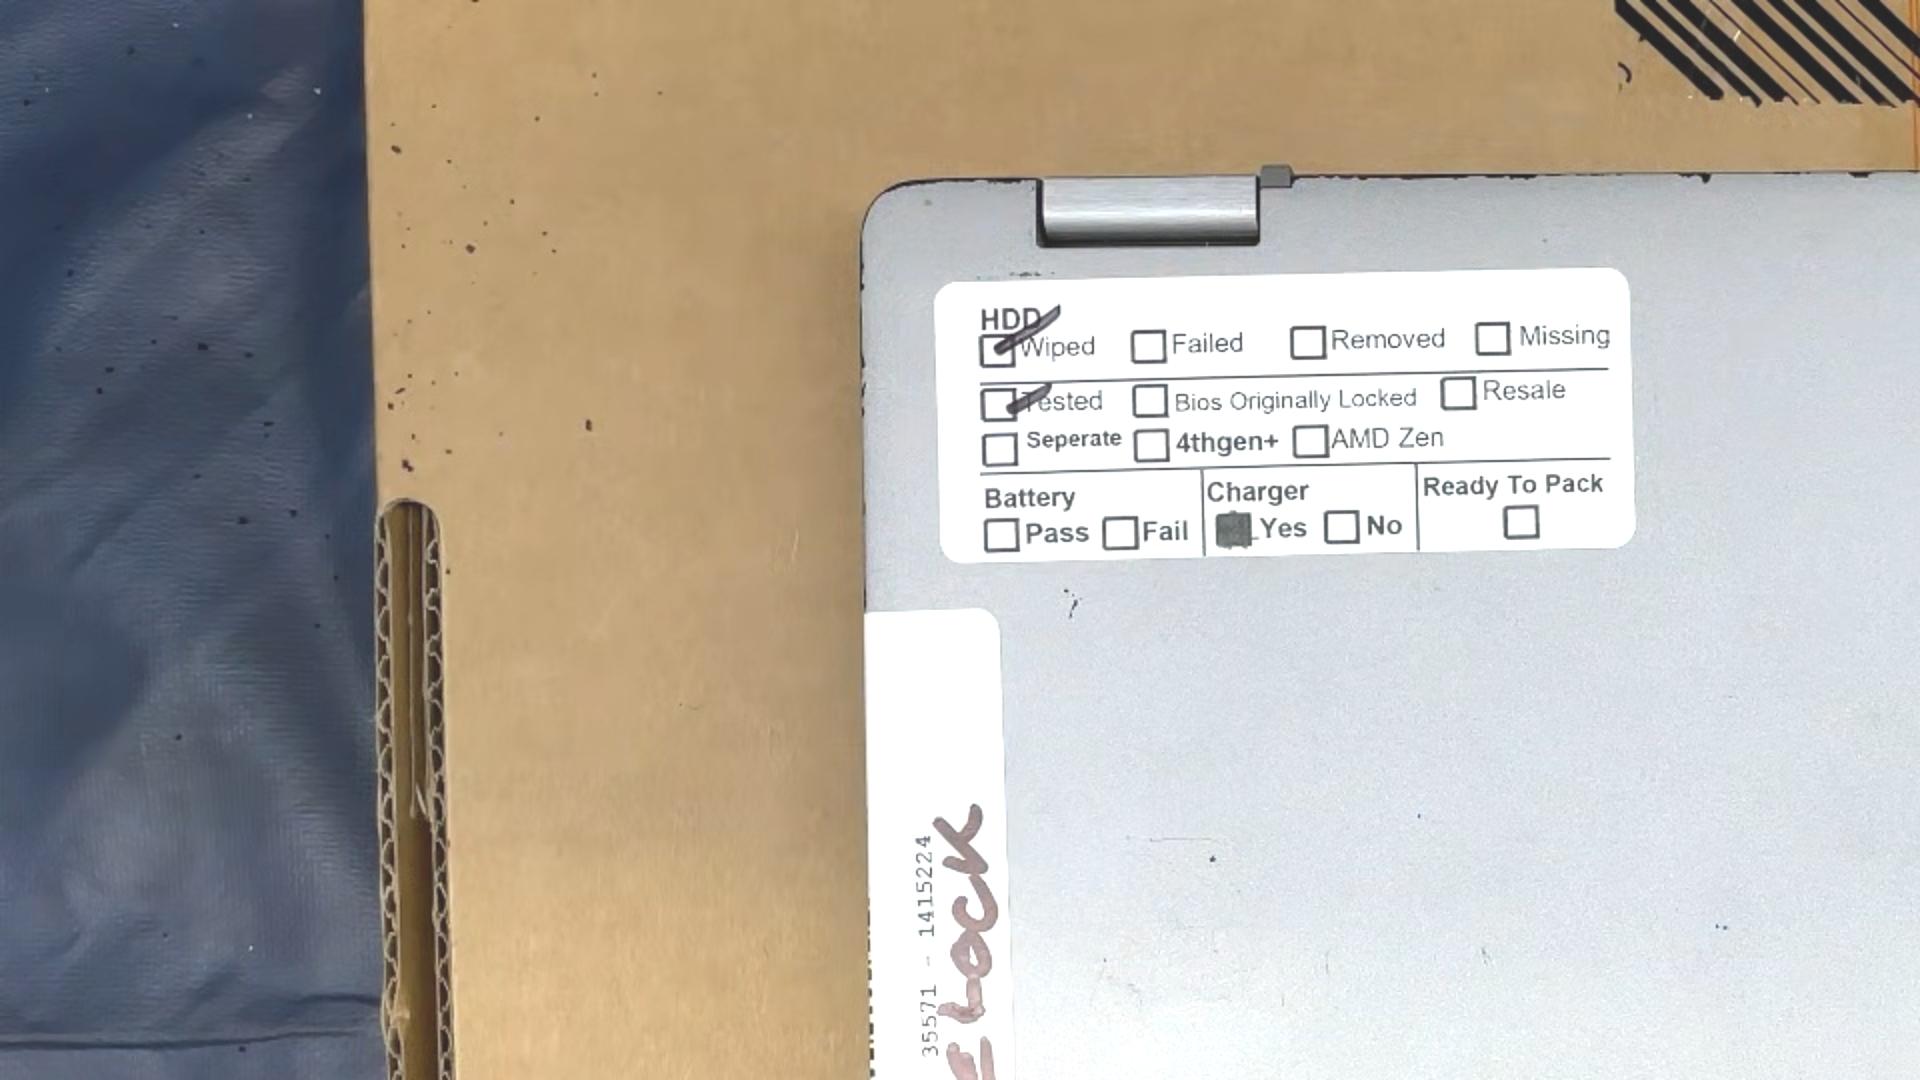 HDD
Wiped Failed Removed Missing
Tested Bios Originally Locked Resale
Seperate 4thgen+ AMD Zen
Battery Charger Ready To Pack
Pass Fail Yes No
35571 - 1415224
E LOCK